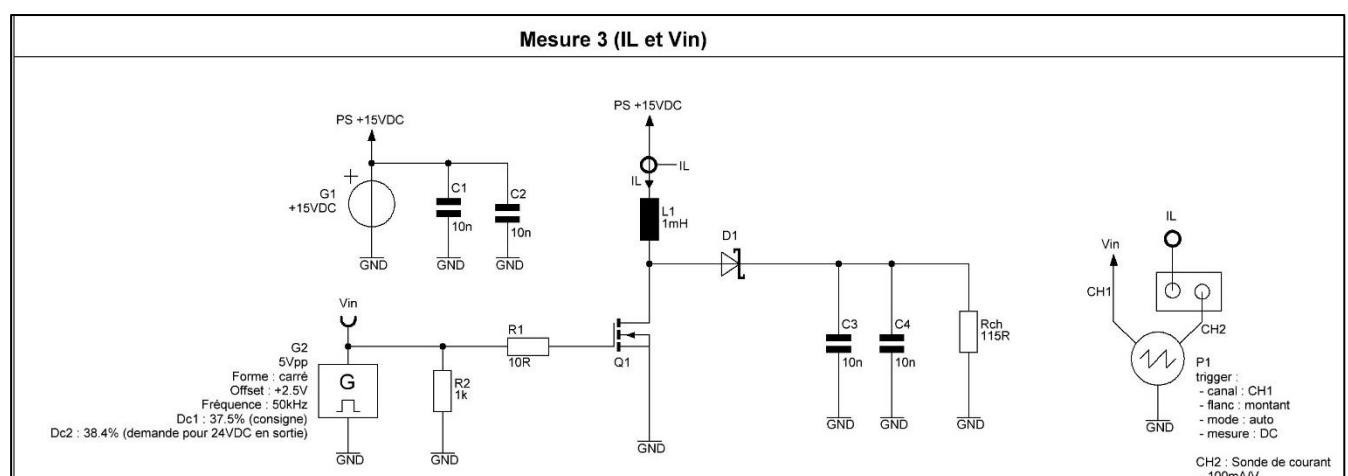 Mesure 3 (IL et Vin)
PS +15VDC
PS +15VDC
IL
IL
G1
+15VDC
C1
10n
C2
10n
L1
1mH
D1
GND
GND
GND
Vin
G2
5Vpp
Forme : carré
Offset : +2.5V
Fréquence : 50kHz
Dc1 : 37.5% (consigne)
Dc2 : 38.4% (demande pour 24VDC en sortie)
G
R2
1k
R1
10R
Q1
C3
10n
C4
10n
Rch
115R
GND
GND
GND
GND
GND
GND
IL
Vin
CH1
CH2
P1
trigger :
- canal : CH1
- flanc : montant
- mode : auto
- mesure : DC
GND
CH2 : Sonde de courant
100mA/V